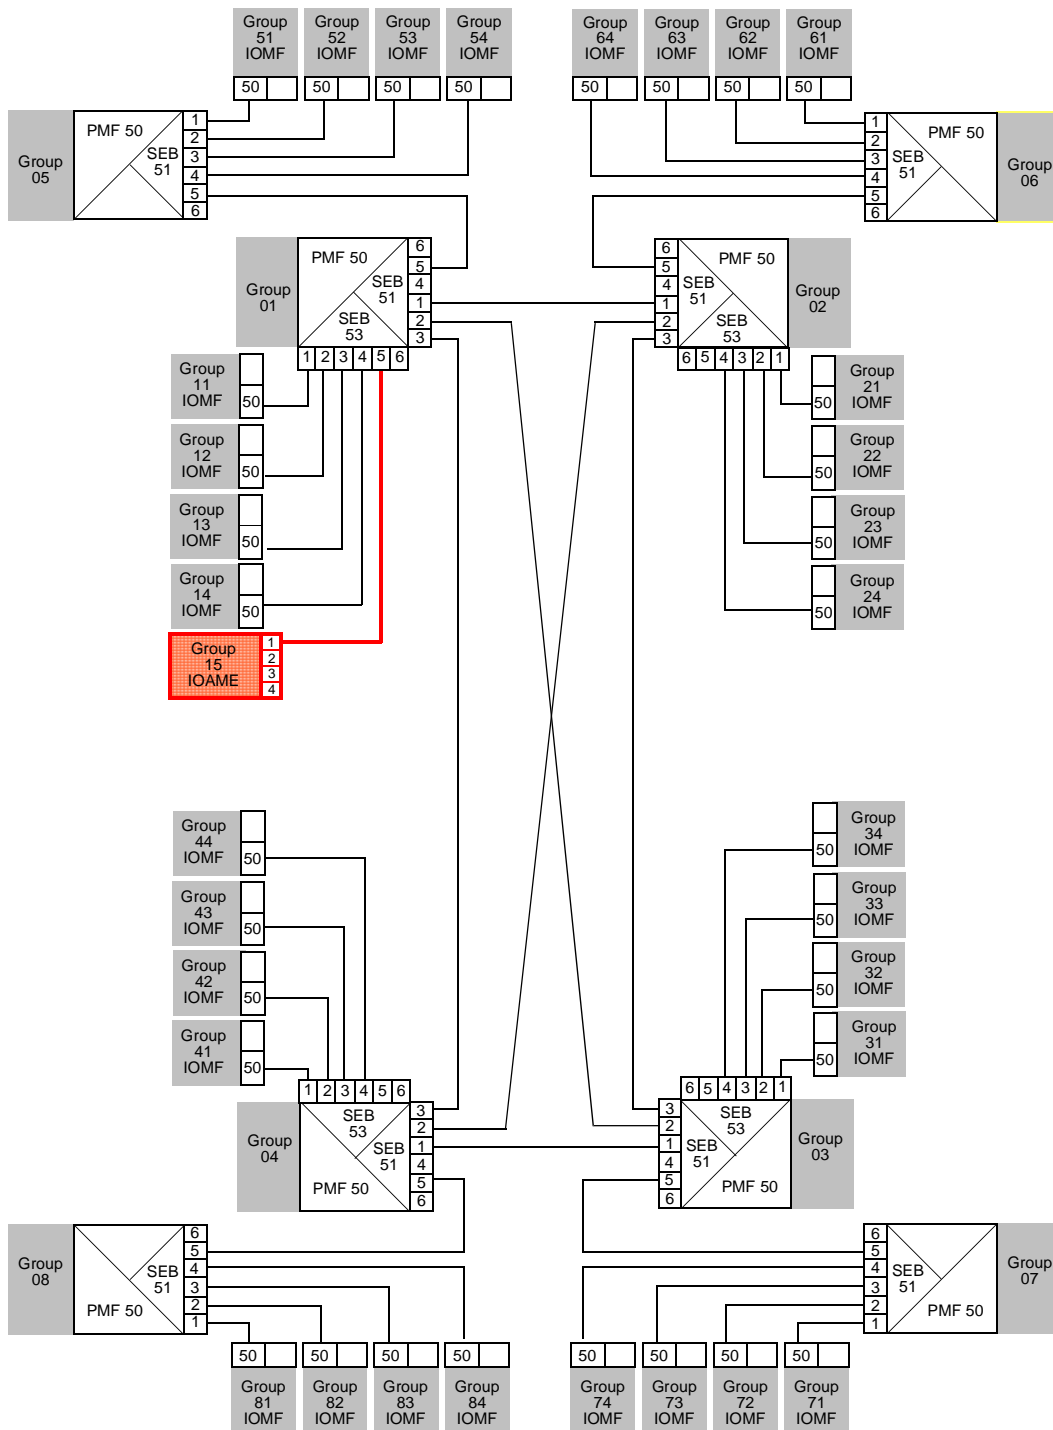 Group Group Group Group
51 52 53 54
IOMF IOMF IOMF IOMF
50 50 50 50
Group Group Group Group
64 63 62 61
IOMF IOMF IOMF IOMF
50 50 50 50
Group
05
PMF 50
SEB
51
1
2
3
4
5
6
PMF 50
SEB
51
1
2
3
4
5
6
Group
06
Group
01
PMF 50
SEB
51
SEB
53
6
5
4
1
2
3
1 2 3 4 5 6
6
5
4
1
2
3
PMF 50
SEB
51
SEB
53
6 5 4 3 2 1
Group
02
Group
11
IOMF
50
Group
12
IOMF
50
Group
13
IOMF
50
Group
14
IOMF
50
Group
15
IOAME
1
2
3
4
50
Group
21
IOMF
50
Group
22
IOMF
50
Group
23
IOMF
50
Group
24
IOMF
Group
44
IOMF
50
Group
43
IOMF
50
Group
42
IOMF
50
Group
41
IOMF
50
50
Group
34
IOMF
50
Group
33
IOMF
50
Group
32
IOMF
50
Group
31
IOMF
1 2 3 4 5 6
Group
04
SEB
53
SEB
51
PMF 50
3
2
1
4
5
6
6 5 4 3 2 1
3
2
1
4
5
6
SEB
53
SEB
51
PMF 50
Group
03
Group
08
SEB
51
PMF 50
6
5
4
3
2
1
6
5
4
3
2
1
SEB
51
PMF 50
Group
07
50 50 50 50
Group Group Group Group
81 82 83 84
IOMF IOMF IOMF IOMF
50 50 50 50
Group Group Group Group
74 73 72 71
IOMF IOMF IOMF IOMF